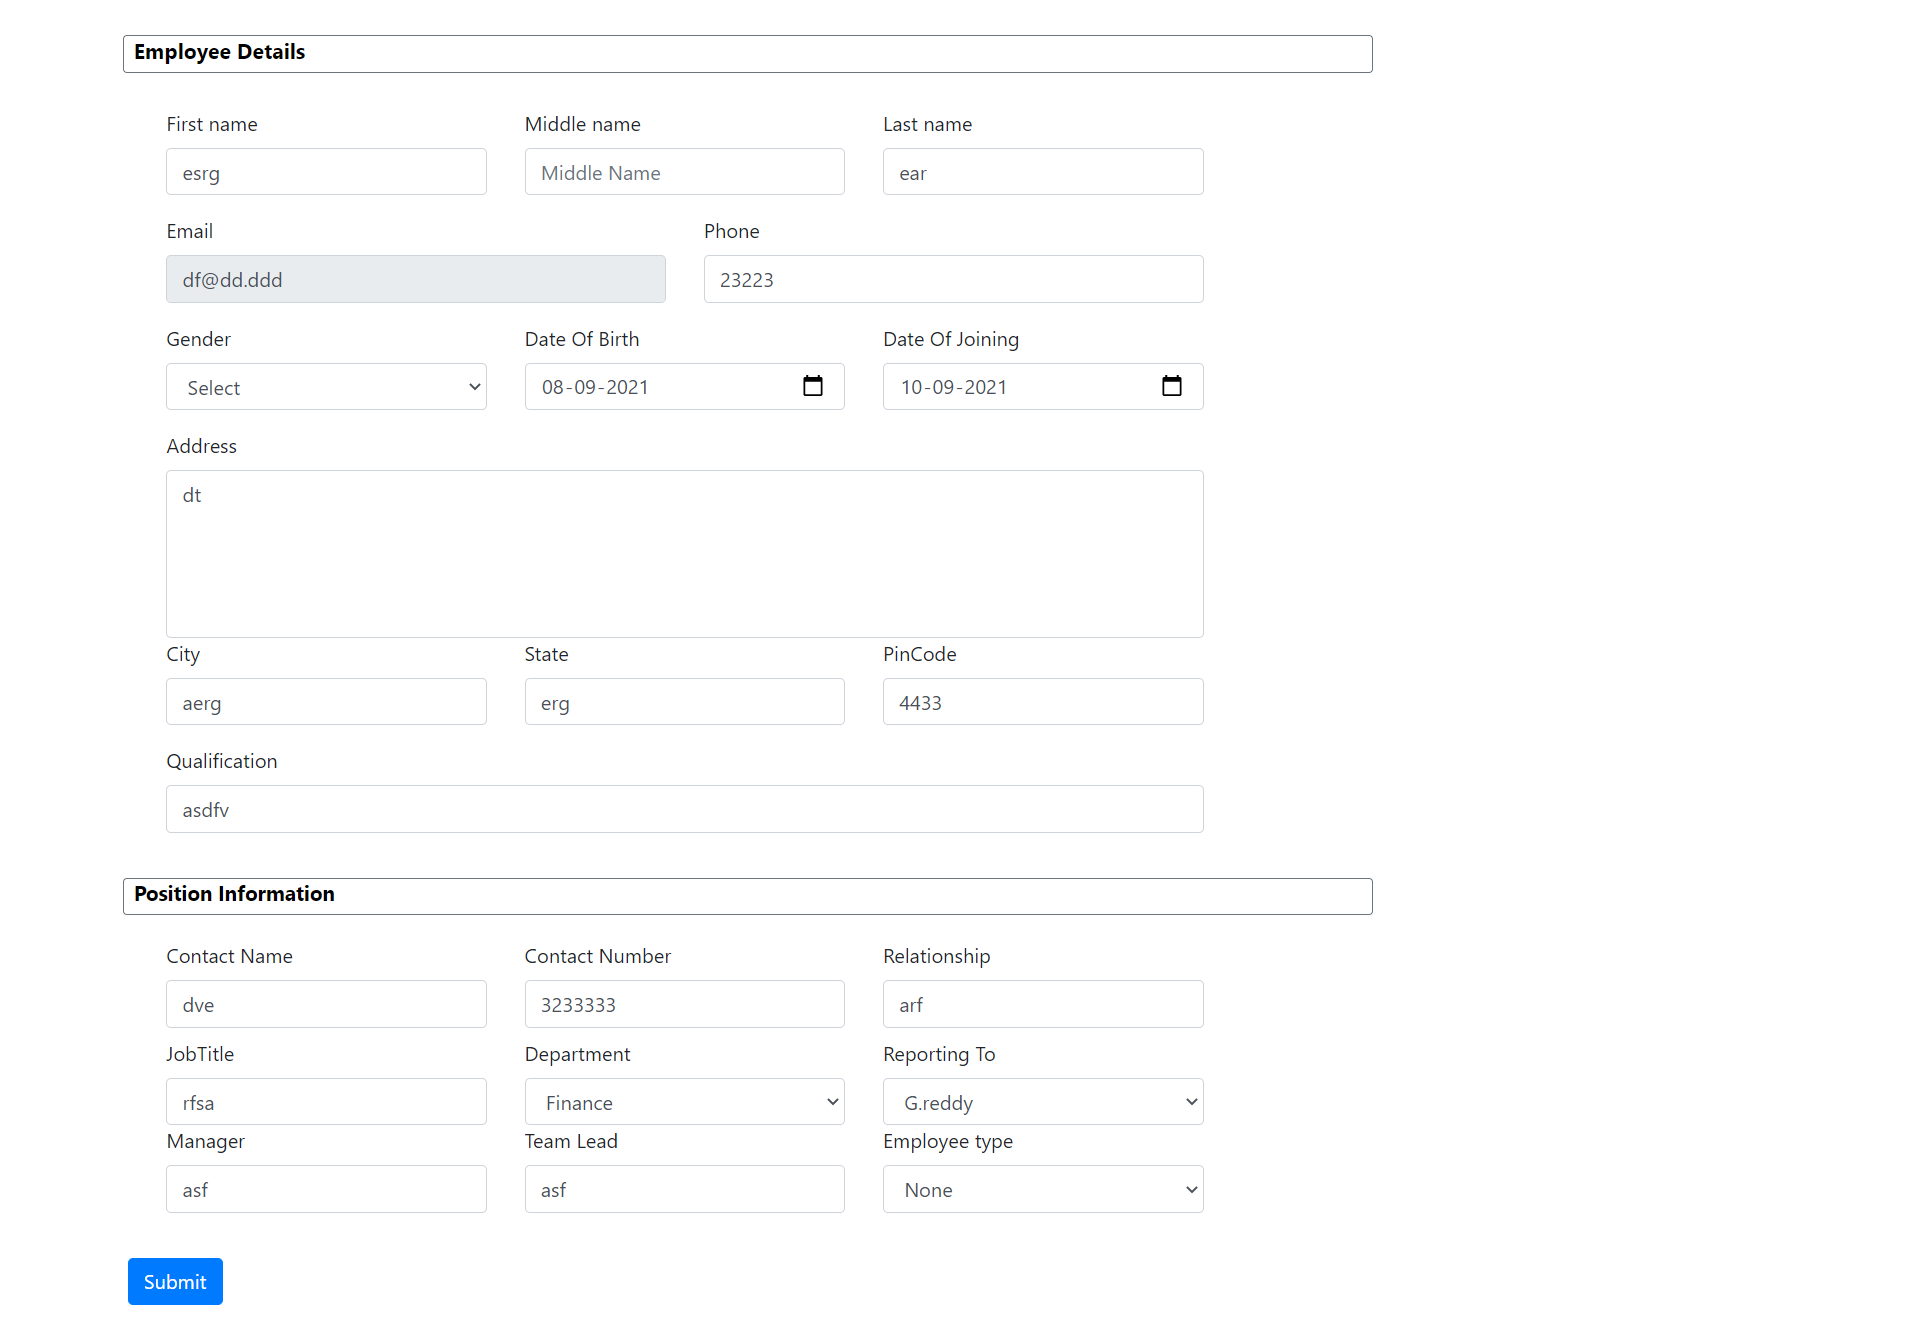 Employee Details
First name Middle name Last name
esrg Middle Name ear
Email Phone
df@dd.ddd 23223
Gender Date Of Birth Date Of Joining
Select 08-09-2021 10-09-2021
Address
dt
City State PinCode
aerg erg 4433
Qualification
asdfv
Position Information
Contact Name Contact Number Relationship
dve 3233333 arf
JobTitle Department Reporting To
rfsa Finance G.reddy
Manager Team Lead Employee type
asf asf None
Submit